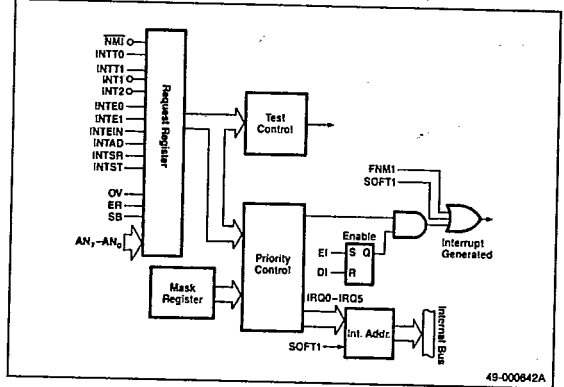 NMI
INTT0
INTT1
INT1
INT2
INTE0
INTE1
INTEIN
INTAD
INTSR
INTST
OV
ER
SB
AN7-AN0
Request Register
Test
Control
Mask
Register
Priority
Control
FNM1
SOFT1
Enable
EI
S Q
DI
R
Interrupt
Generated
IRQ0-IRQ5
Int. Addr.
SOFT1
Internal Bus
49-000642A